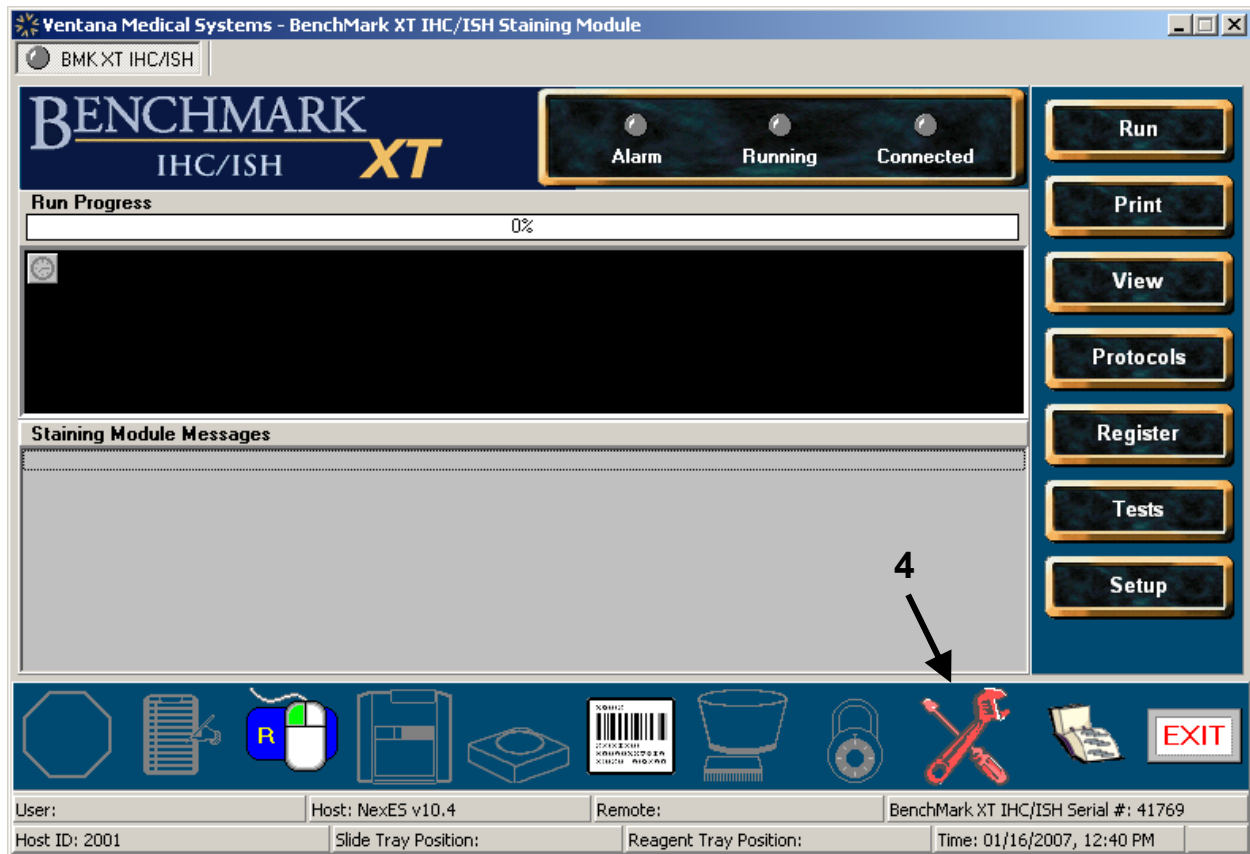 Ventana Medical Systems - BenchMark XT IHC/ISH Staining Module
BMK XT IHC/ISH
BENCHMARK
IHC/ISH XT
Alarm Running Connected
Run
Print
View
Protocols
Register
Tests
Setup
Run Progress
0%
Staining Module Messages
4
R
EXIT
User: Host: NexES v10.4 Remote: BenchMark XT IHC/ISH Serial #: 41769
Host ID: 2001 Slide Tray Position: Reagent Tray Position: Time: 01/16/2007, 12:40 PM